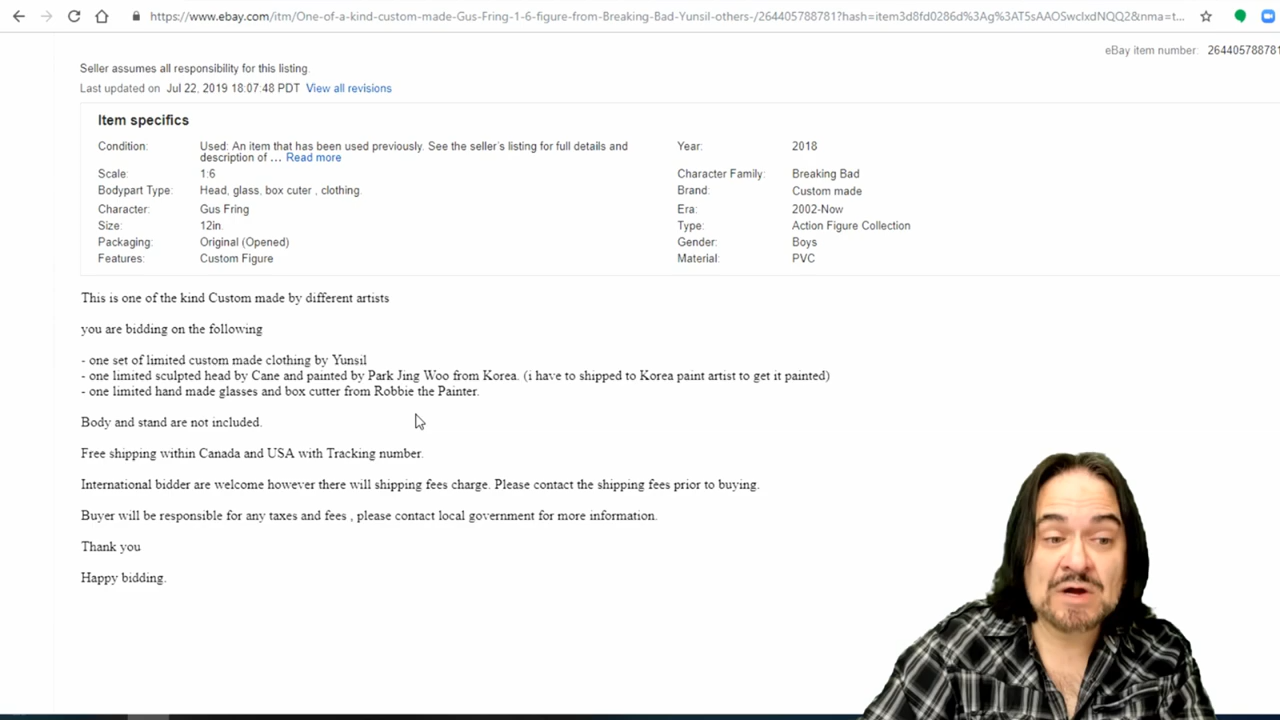 https://www.ebay.com/itm/One-of-a-kind-custom-made-Gus-Fring-1-6-figure-from-Breaking-Bad-Yunsil-others-/264405788781?hash=item3d8fd0286d%3Ag%3AT5sAAOSwclxdNQQ2&nma=t...
eBay item number: 264405788781
Seller assumes all responsibility for this listing.
Last updated on Jul 22, 2019 18:07:48 PDT View all revisions
Item specifics
Condition: Used: An item that has been used previously. See the seller's listing for full details and
description of ... Read more
Year: 2018
Scale: 1:6
Character Family: Breaking Bad
Bodypart Type: Head, glass, box cuter , clothing.
Brand: Custom made
Character: Gus Fring
Era: 2002-Now
Size: 12in.
Type: Action Figure Collection
Packaging: Original (Opened)
Gender: Boys
Features: Custom Figure
Material: PVC
This is one of the kind Custom made by different artists
you are bidding on the following
- one set of limited custom made clothing by Yunsil
- one limited sculpted head by Cane and painted by Park Jing Woo from Korea. (i have to shipped to Korea paint artist to get it painted)
- one limited hand made glasses and box cutter from Robbie the Painter.
Body and stand are not included.
Free shipping within Canada and USA with Tracking number.
International bidder are welcome however there will shipping fees charge. Please contact the shipping fees prior to buying.
Buyer will be responsible for any taxes and fees , please contact local government for more information.
Thank you
Happy bidding.